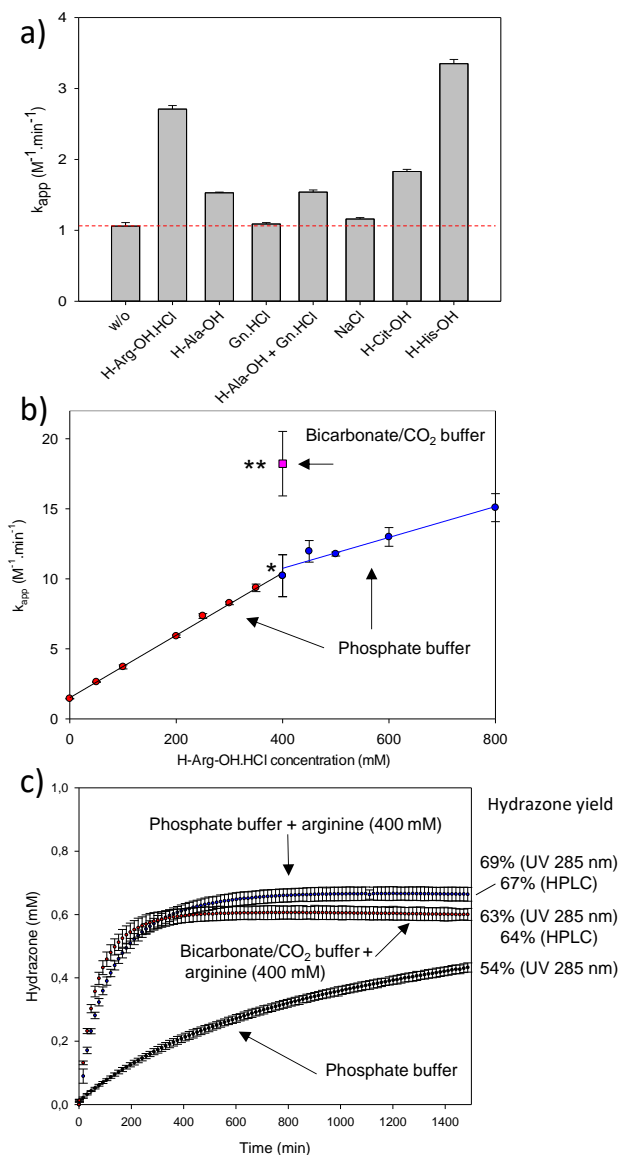 a)
k_app (M⁻¹.min⁻¹)
4
3
2
1
0
w/o
H-Arg-OH.HCl
H-Ala-OH
Gn.HCl
H-Ala-OH + Gn.HCl
NaCl
H-Cit-OH
H-His-OH
b)
k_app (M⁻¹.min⁻¹)
20
15
10
5
0
Bicarbonate/CO₂ buffer
**
*
Phosphate buffer
0 200 400 600 800
H-Arg-OH.HCl concentration (mM)
c)
Hydrazone yield
Hydrazone (mM)
1,0
0,8
0,6
0,4
0,2
0,0
Phosphate buffer + arginine (400 mM)
69% (UV 285 nm)
67% (HPLC)
63% (UV 285 nm)
64% (HPLC)
Bicarbonate/CO₂ buffer +
arginine (400 mM)
54% (UV 285 nm)
Phosphate buffer
0 200 400 600 800 1000 1200 1400
Time (min)